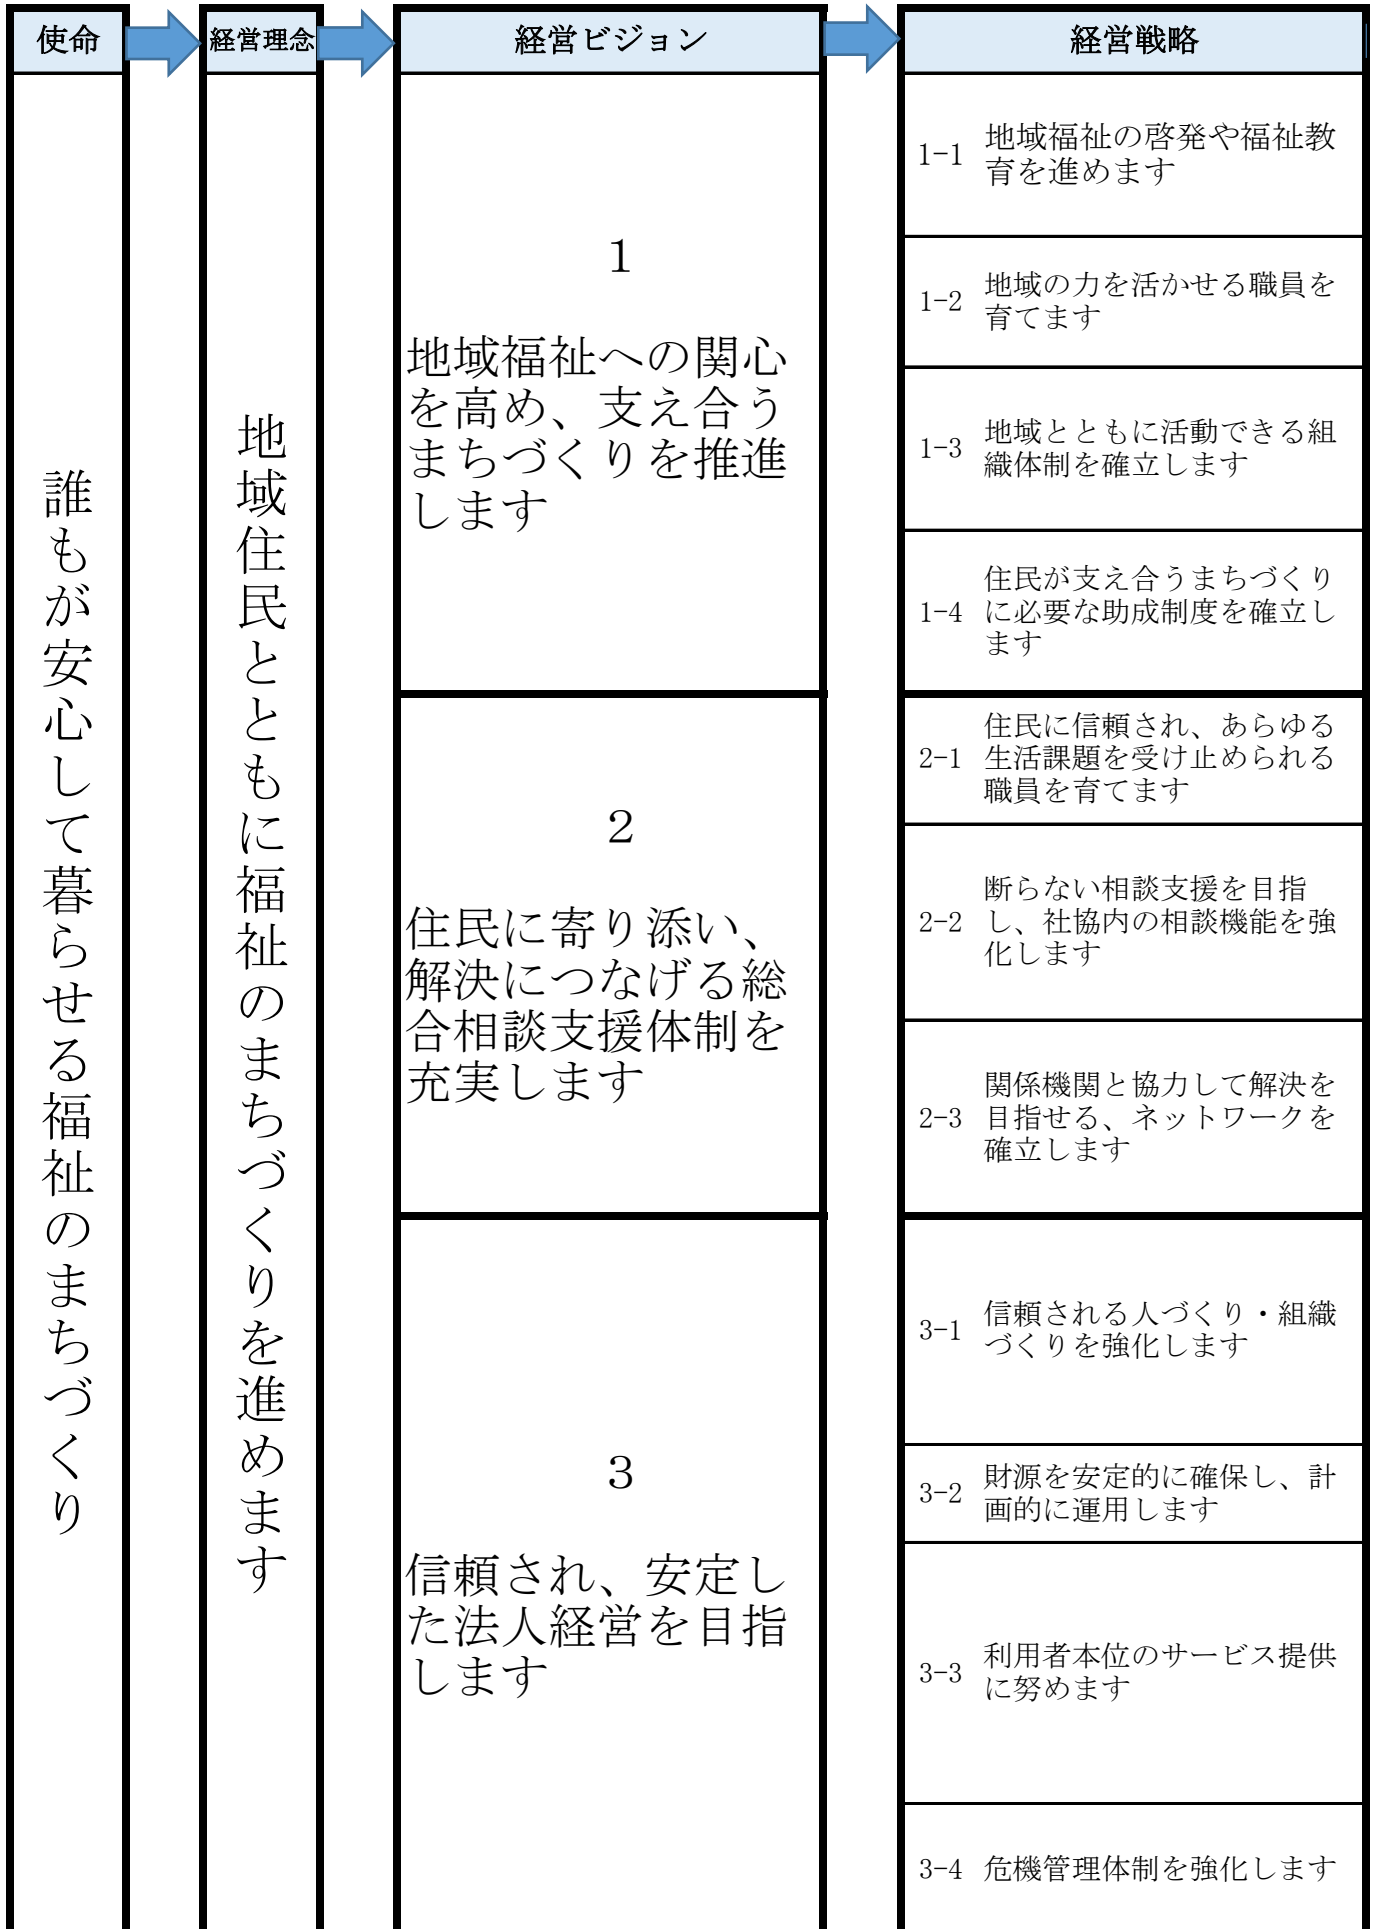 使命
誰もが安心して暮らせる福祉のまちづくり
経営理念
地域住民とともに福祉のまちづくりを進めます
経営ビジョン
1
地域福祉への関心
を高め、支え合う
まちづくりを推進
します
2
住民に寄り添い、
解決につなげる総
合相談支援体制を
充実します
3
信頼され、安定し
た法人経営を目指
します
経営戦略
1-1
地域福祉の啓発や福祉教
育を進めます
1-2
地域の力を活かせる職員を
育てます
1-3
地域とともに活動できる組
織体制を確立します
1-4
住民が支え合うまちづくり
に必要な助成制度を確立し
ます
2-1
住民に信頼され、あらゆる
生活課題を受け止められる
職員を育てます
2-2
断らない相談支援を目指
し、社協内の相談機能を強
化します
2-3
関係機関と協力して解決を
目指せる、ネットワークを
確立します
3-1
信頼される人づくり・組織
づくりを強化します
3-2
財源を安定的に確保し、計
画的に運用します
3-3
利用者本位のサービス提供
に努めます
3-4
危機管理体制を強化します